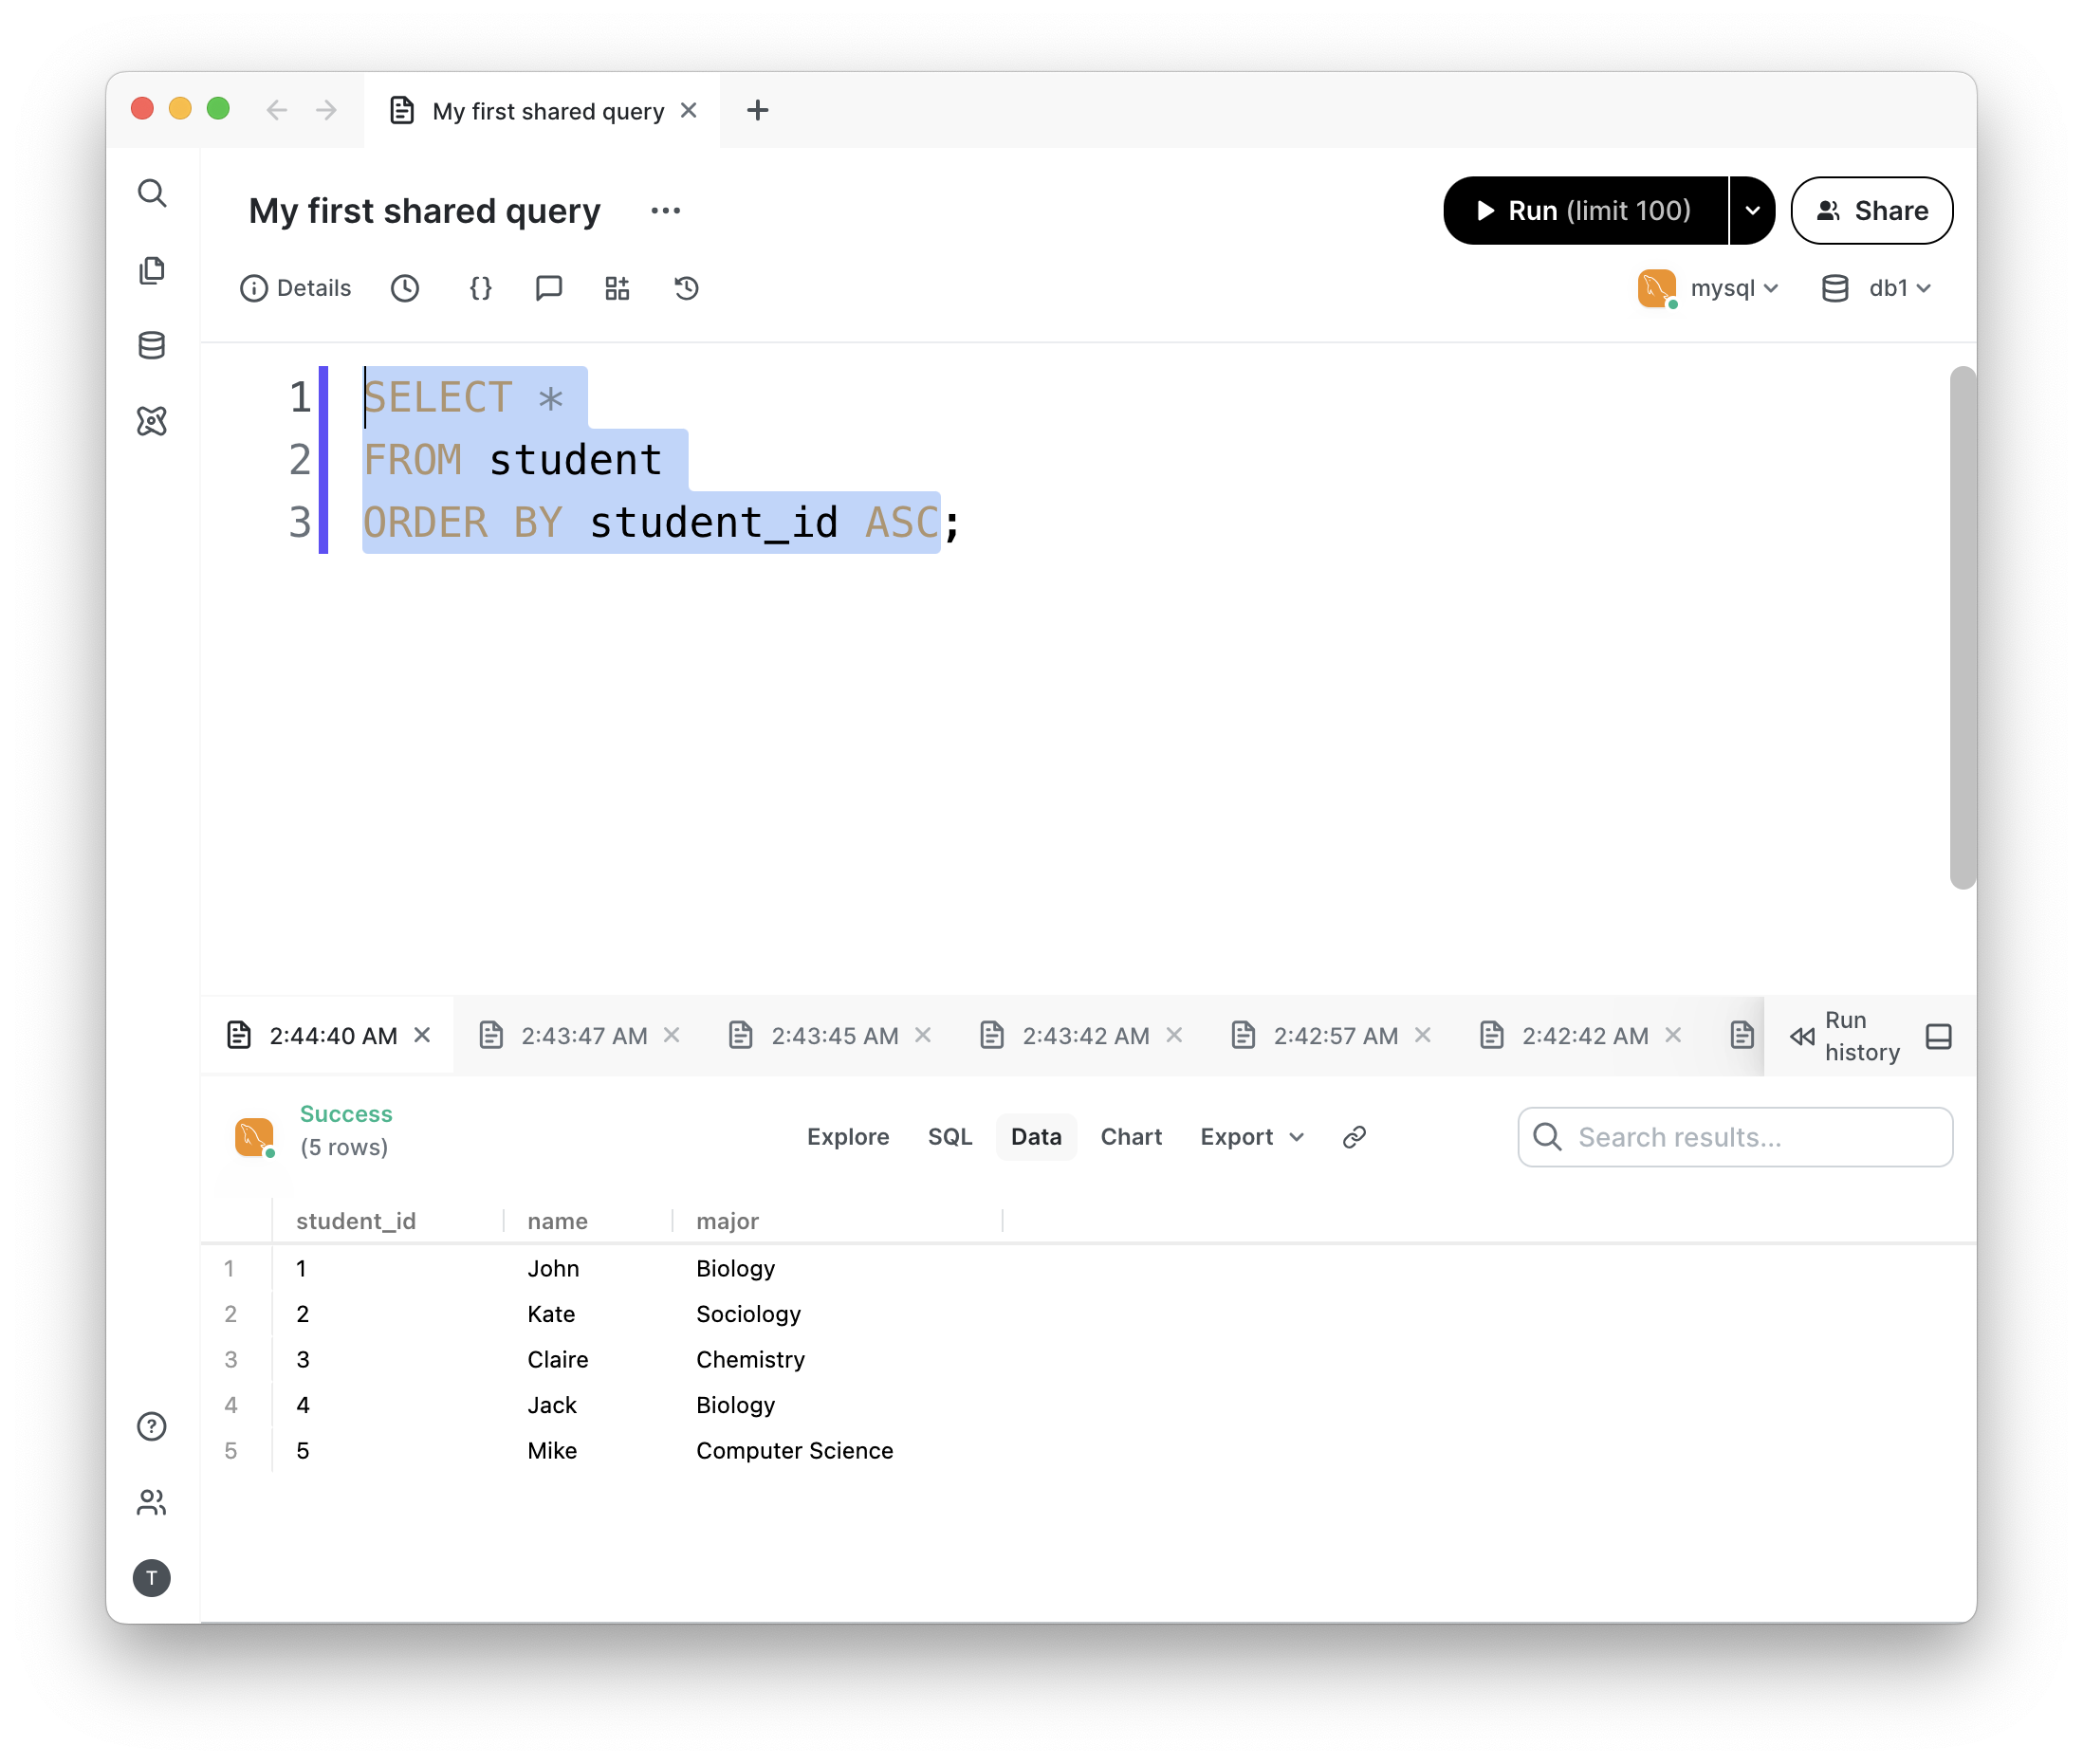 My first shared query
My first shared query ...
Run (limit 100)
Share
Details
{}
mysql
db1
1 SELECT *
2 FROM student
3 ORDER BY student_id ASC;
2:44:40 AM
2:43:47 AM
2:43:45 AM
2:43:42 AM
2:42:57 AM
2:42:42 AM
Run
history
Success
(5 rows)
Explore SQL Data Chart Export
Search results...
student_id name major
1 1 John Biology
2 2 Kate Sociology
3 3 Claire Chemistry
4 4 Jack Biology
5 5 Mike Computer Science
?
T